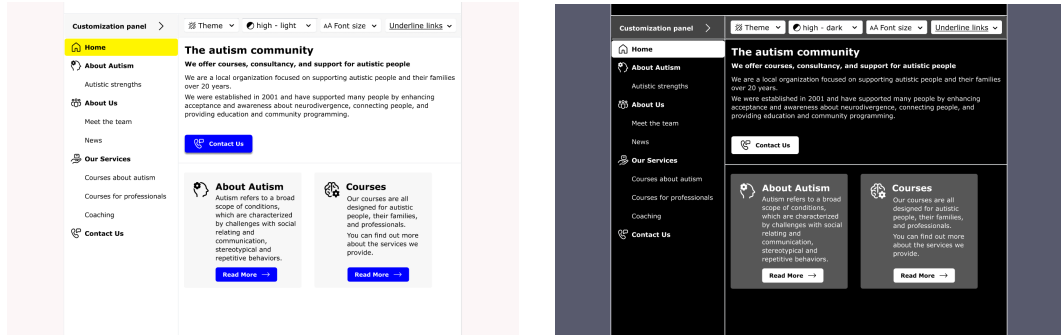 Customization panel
Theme
high - light
AA Font size
Underline links
Home
About Autism
Autistic strengths
About Us
Meet the team
News
Our Services
Courses about autism
Courses for professionals
Coaching
Contact Us
The autism community
We offer courses, consultancy, and support for autistic people
We are a local organization focused on supporting autistic people and their families
over 20 years.
We were established in 2001 and have supported many people by enhancing
acceptance and awareness about neurodivergence, connecting people, and
providing education and community programming.
Contact Us
About Autism
Autism refers to a broad
scope of conditions,
which are characterized
by challenges with social
relating and
communication,
stereotypical and
repetitive behaviors.
Read More
Courses
Our courses are all
designed for autistic
people, their families,
and professionals.
You can find out more
about the services we
provide.
Read More
Customization panel
Theme
high - dark
AA Font size
Underline links
Home
About Autism
Autistic strengths
About Us
Meet the team
News
Our Services
Courses about autism
Courses for professionals
Coaching
Contact Us
The autism community
We offer courses, consultancy, and support for autistic people
We are a local organization focused on supporting autistic people and their families
over 20 years.
We were established in 2001 and have supported many people by enhancing
acceptance and awareness about neurodivergence, connecting people, and
providing education and community programming.
Contact Us
About Autism
Autism refers to a broad
scope of conditions,
which are characterized
by challenges with social
relating and
communication,
stereotypical and
repetitive behaviors.
Read More
Courses
Our courses are all
designed for autistic
people, their families,
and professionals.
You can find out more
about the services we
provide.
Read More